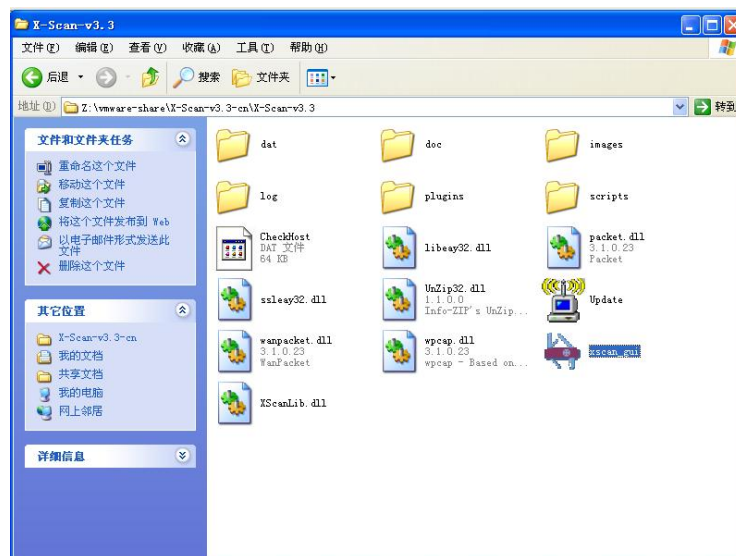 X-Scan-v3.3
文件(F) 编辑(E) 查看(V) 收藏(A) 工具(T) 帮助(H)
后退 搜索 文件夹
地址(D) Z:\vmware-share\X-Scan-v3.3-cn\X-Scan-v3.3 转到
文件和文件夹任务
重命名这个文件
移动这个文件
复制这个文件
将这个文件发布到 Web
以电子邮件形式发送此
文件
删除这个文件
其它位置
X-Scan-v3.3-cn
我的文档
共享文档
我的电脑
网上邻居
详细信息
dat
doc
images
log
plugins
scripts
CheckHost
DAT 文件
64 KB
libeay32.dll
packet.dll
3.1.0.23
Packet
ssleay32.dll
UnZip32.dll
1.1.0.0
Info-ZIP's UnZip...
Update
wanpacket.dll
3.1.0.23
WanPacket
wpcap.dll
3.1.0.23
wpcap - Based on...
xscan_gui
XScanLib.dll